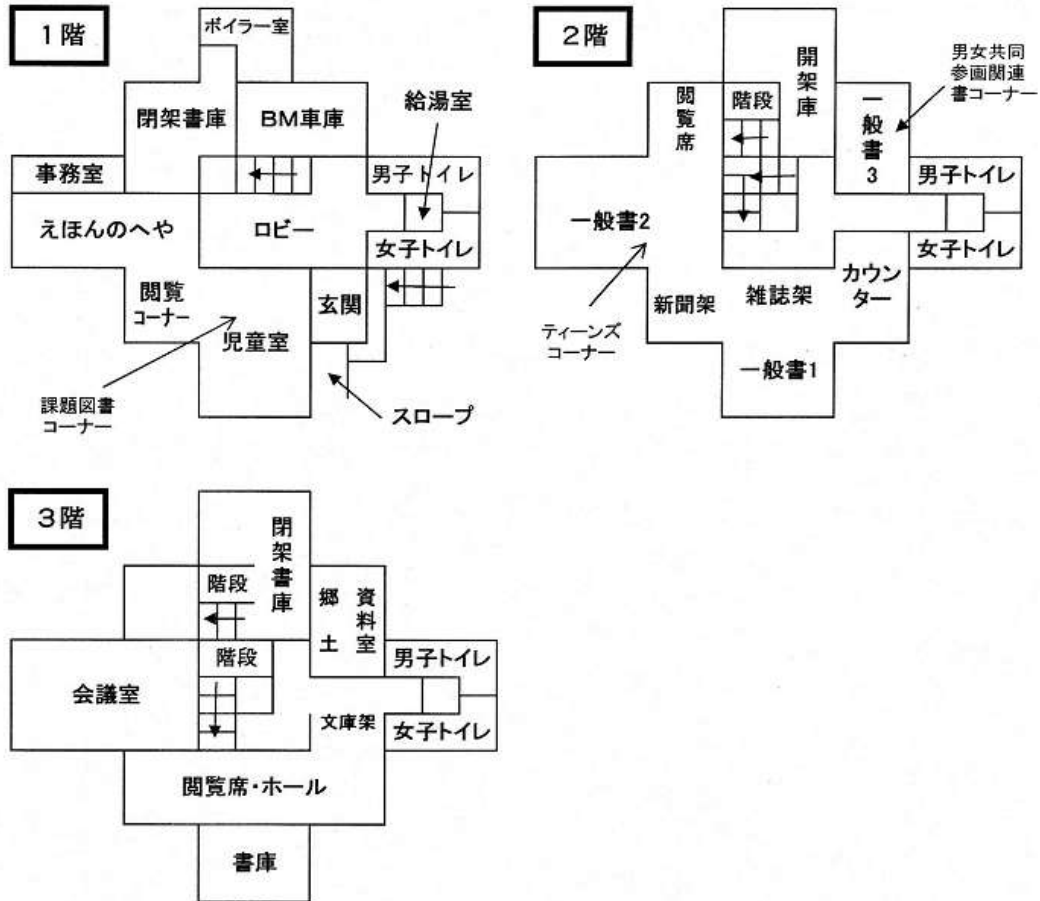 1階
ボイラー室
閉架書庫
BM車庫
給湯室
事務室
男子トイレ
えほんのへや
ロビー
女子トイレ
閲覧
コーナー
玄関
児童室
課題図書
コーナー
スロープ
2階
開架庫
男女共同
参画関連
書コーナー
閲覧席
階段
一般書3
男子トイレ
一般書2
女子トイレ
カウン
ター
新聞架
雑誌架
ティーンズ
コーナー
一般書1
3階
閉架書庫
階段
郷土
資料室
階段
男子トイレ
会議室
文庫架
女子トイレ
閲覧席・ホール
書庫